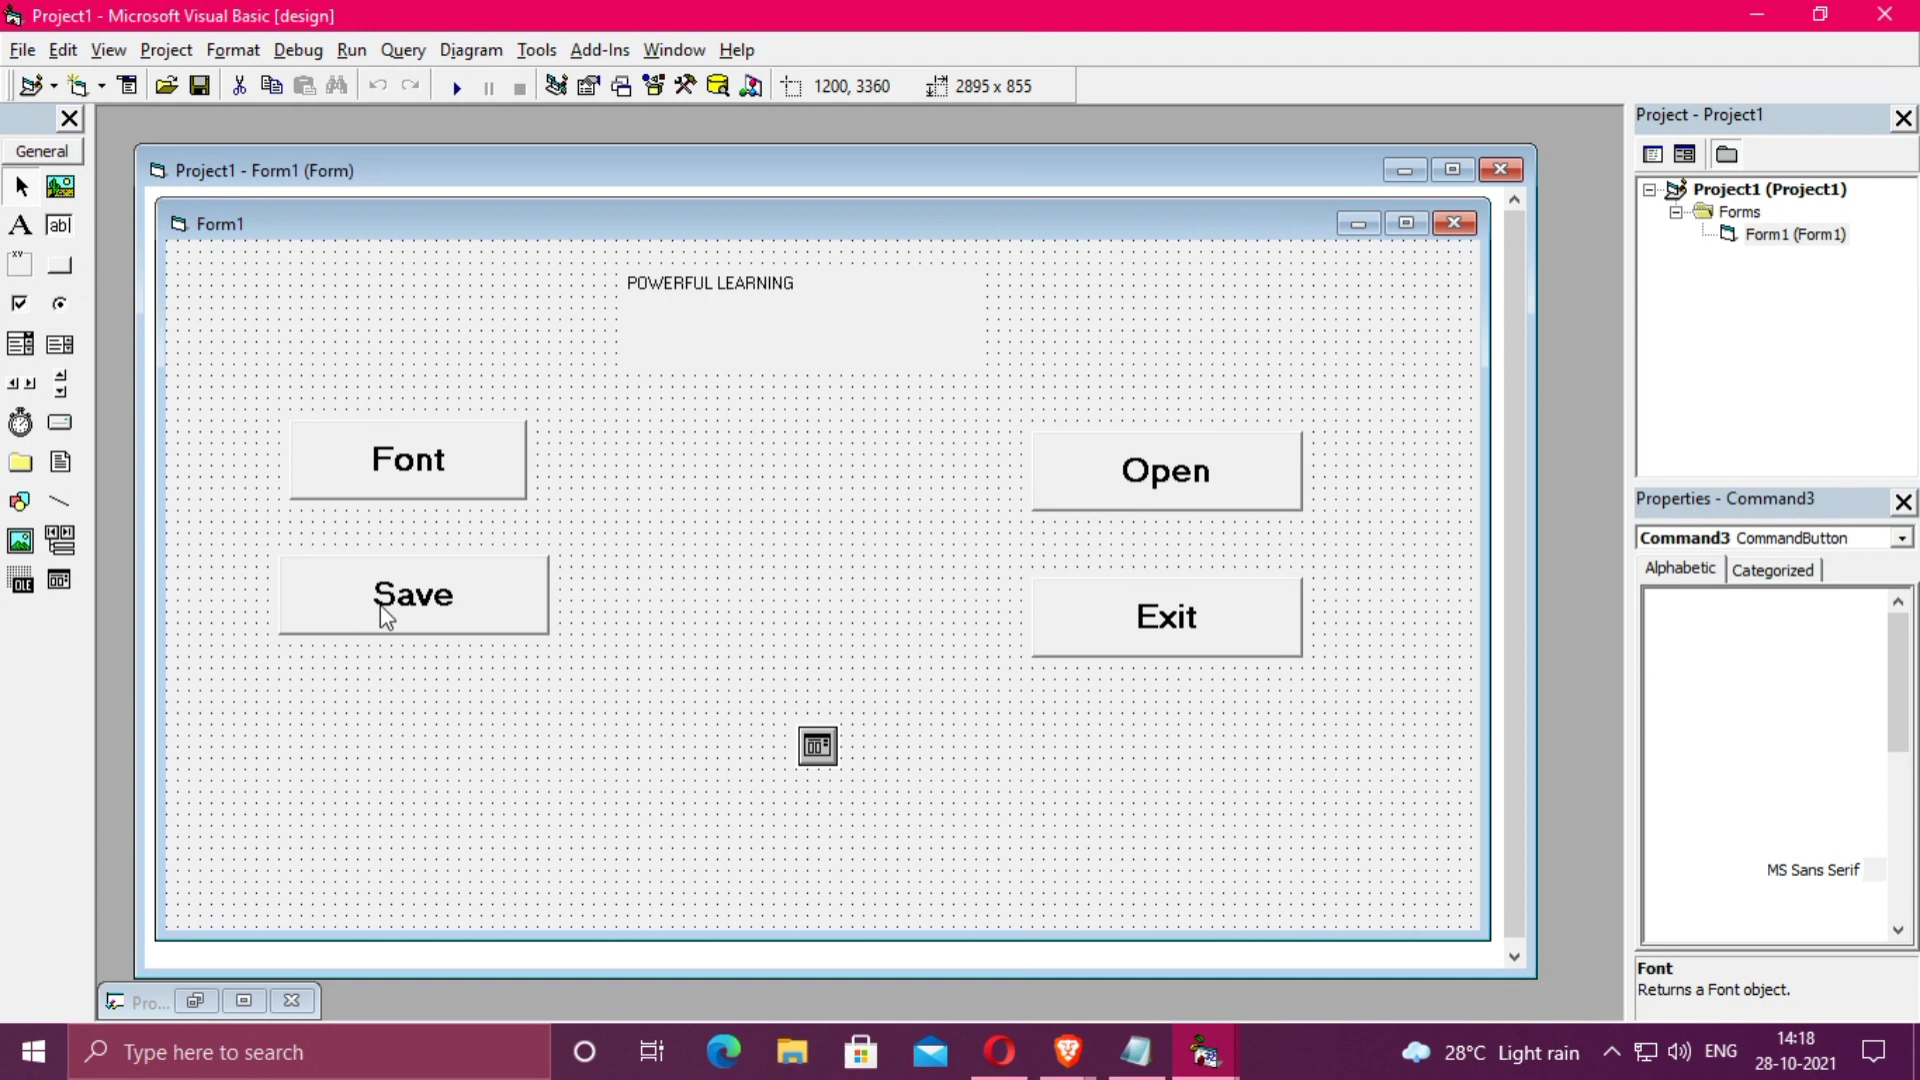 Project1 - Microsoft Visual Basic [design]
File Edit View Project Format Debug Run Query Diagram Tools Add-Ins Window Help
1200, 3360 2895 x 855
General
Project1 - Form1 (Form)
Form1
POWERFUL LEARNING
Font
Open
Save
Exit
A
ab
XY
OLE
Pro...
Project - Project1
Project1 (Project1)
Forms
Form1 (Form1)
Properties - Command3
Command3 CommandButton
Alphabetic Categorized
MS Sans Serif
Font
Returns a Font object.
Type here to search
28°C Light rain
ENG
14:18
28-10-2021